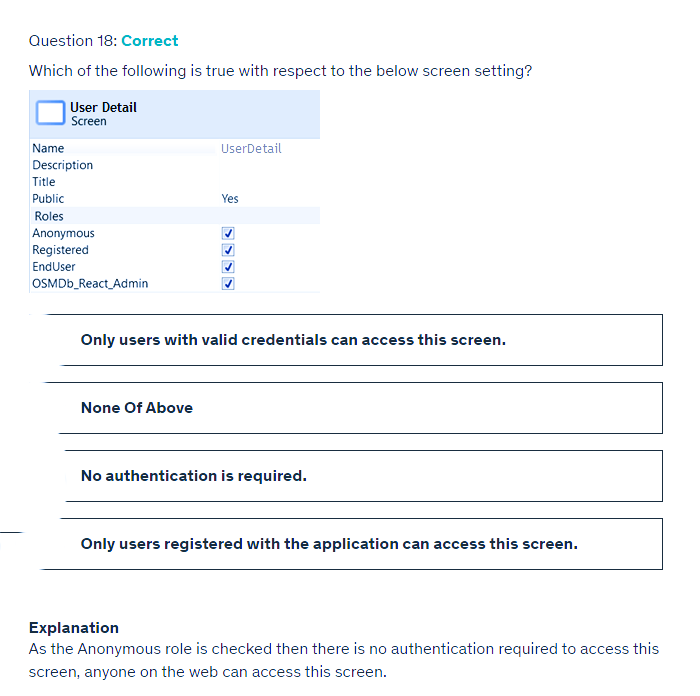 Question 18: Correct
Which of the following is true with respect to the below screen setting?
User Detail
Screen
Name UserDetail
Description
Title
Public Yes
Roles
Anonymous
Registered
EndUser
OSMDb_React_Admin
Only users with valid credentials can access this screen.
None Of Above
No authentication is required.
Only users registered with the application can access this screen.
Explanation
As the Anonymous role is checked then there is no authentication required to access this
screen, anyone on the web can access this screen.